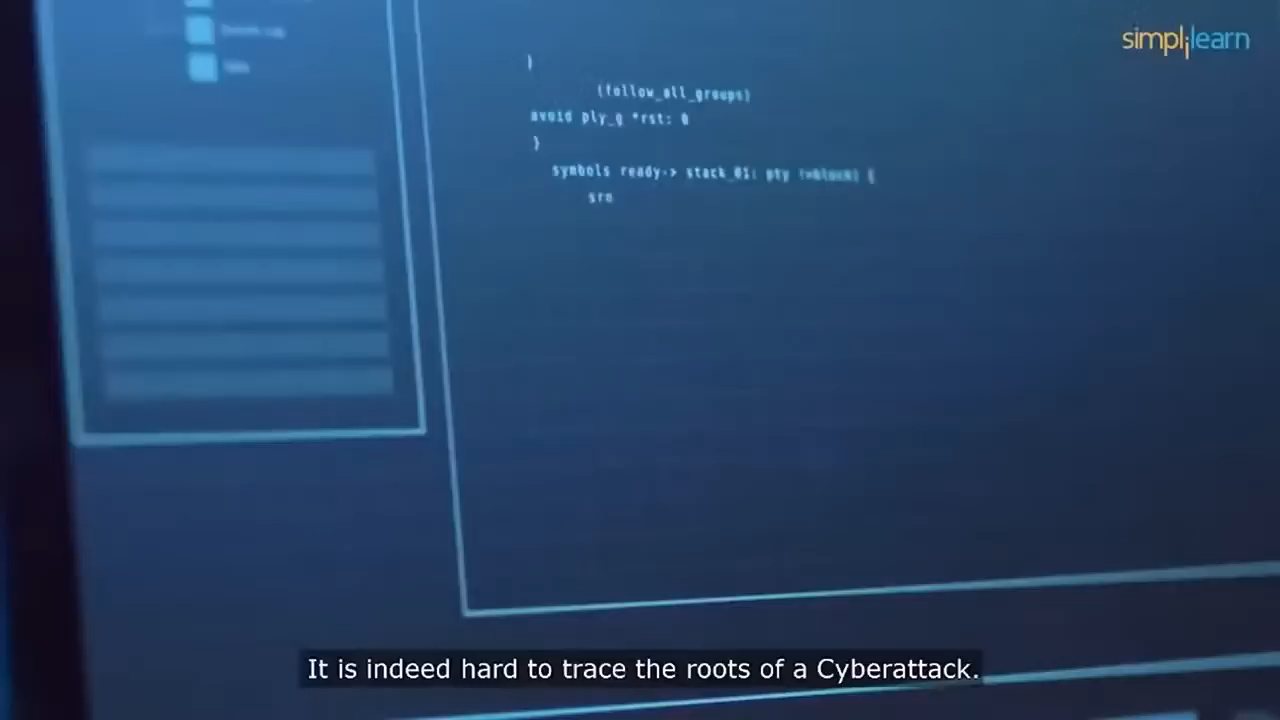 simplilearn
}
(follow_all_groups)
avoid ply_g *rst: 0
}
symbols ready-> stack_01: pty {
srn
It is indeed hard to trace the roots of a Cyberattack.